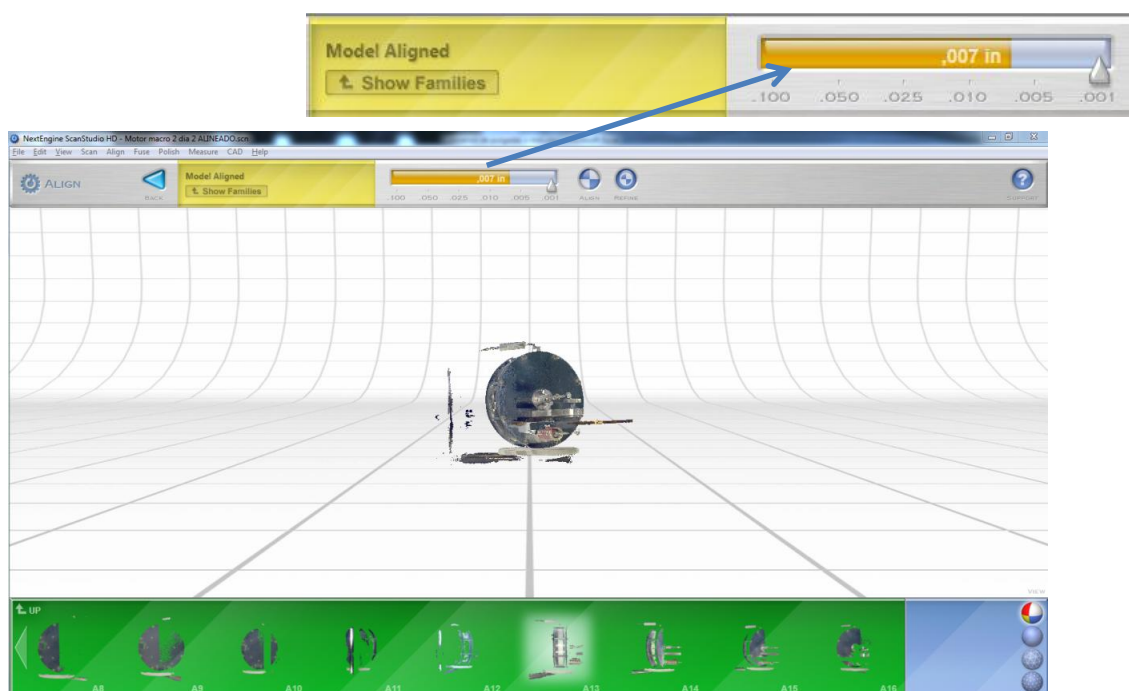 Model Aligned
Show Families
,007 in
.100 .050 .025 .010 .005 .001
NextEngine ScanStudio HD - Motor macro 2 dia 2 ALINEADO.scn
File Edit View Scan Align Fuse Polish Measure CAD Help
ALIGN
BACK
Model Aligned
Show Families
,007 in
.100 .050 .025 .010 .005 .001
ALIGN REFINE
SUPPORT
VIEW
UP
A8 A9 A10 A11 A12 A13 A14 A15 A16